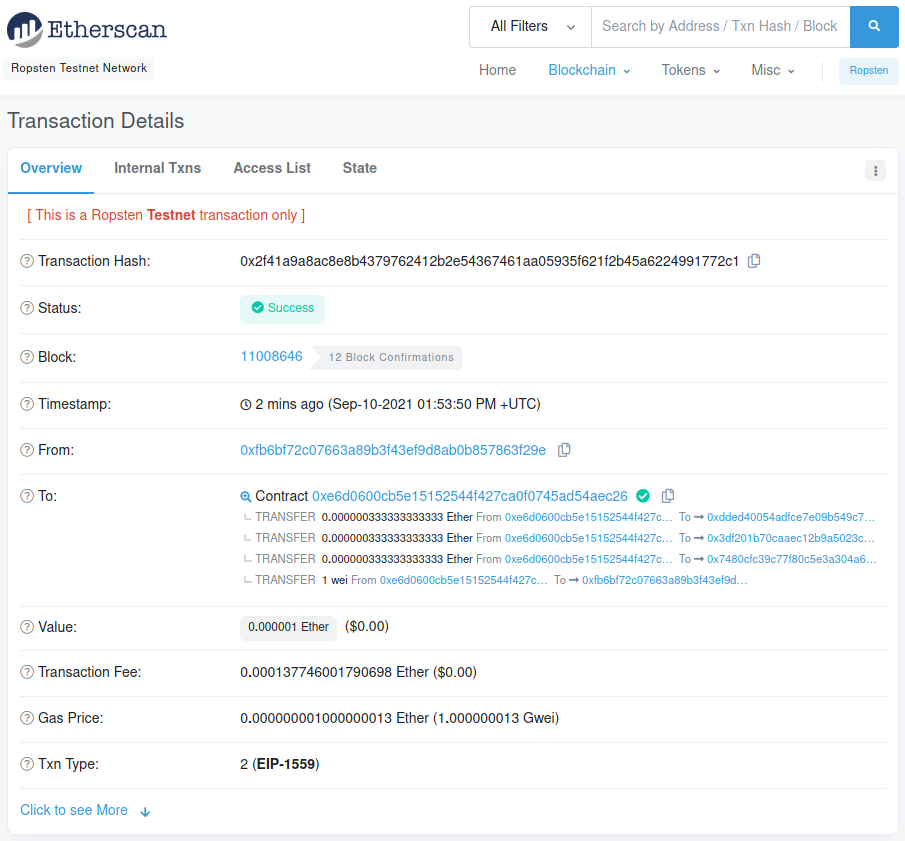 Etherscan
All Filters Search by Address / Txn Hash / Block
Ropsten Testnet Network
Home Blockchain Tokens Misc Ropsten
Transaction Details
Overview Internal Txns Access List State
[ This is a Ropsten Testnet transaction only ]
Transaction Hash: 0x2f41a9a8ac8e8b4379762412b2e54367461aa05935f621f2b45a6224991772c1
Status: Success
Block: 11008646 12 Block Confirmations
Timestamp: 2 mins ago (Sep-10-2021 01:53:50 PM +UTC)
From: 0xfb6bf72c07663a89b3f43ef9d8ab0b857863f29e
To: Contract 0xe6d0600cb5e15152544f427ca0f0745ad54aec26
TRANSFER 0.000000333333333333 Ether From 0xe6d0600cb5e15152544f427c... To → 0xdded40054adfce7e09b549c7...
TRANSFER 0.000000333333333333 Ether From 0xe6d0600cb5e15152544f427c... To → 0x3df201b70caaec12b9a5023c...
TRANSFER 0.000000333333333333 Ether From 0xe6d0600cb5e15152544f427c... To → 0x7480cfc39c77f80c5e3a304a6...
TRANSFER 1 wei From 0xe6d0600cb5e15152544f427c... To → 0xfb6bf72c07663a89b3f43ef9d...
Value: 0.000001 Ether ($0.00)
Transaction Fee: 0.000137746001790698 Ether ($0.00)
Gas Price: 0.000000001000000013 Ether (1.000000013 Gwei)
Txn Type: 2 (EIP-1559)
Click to see More